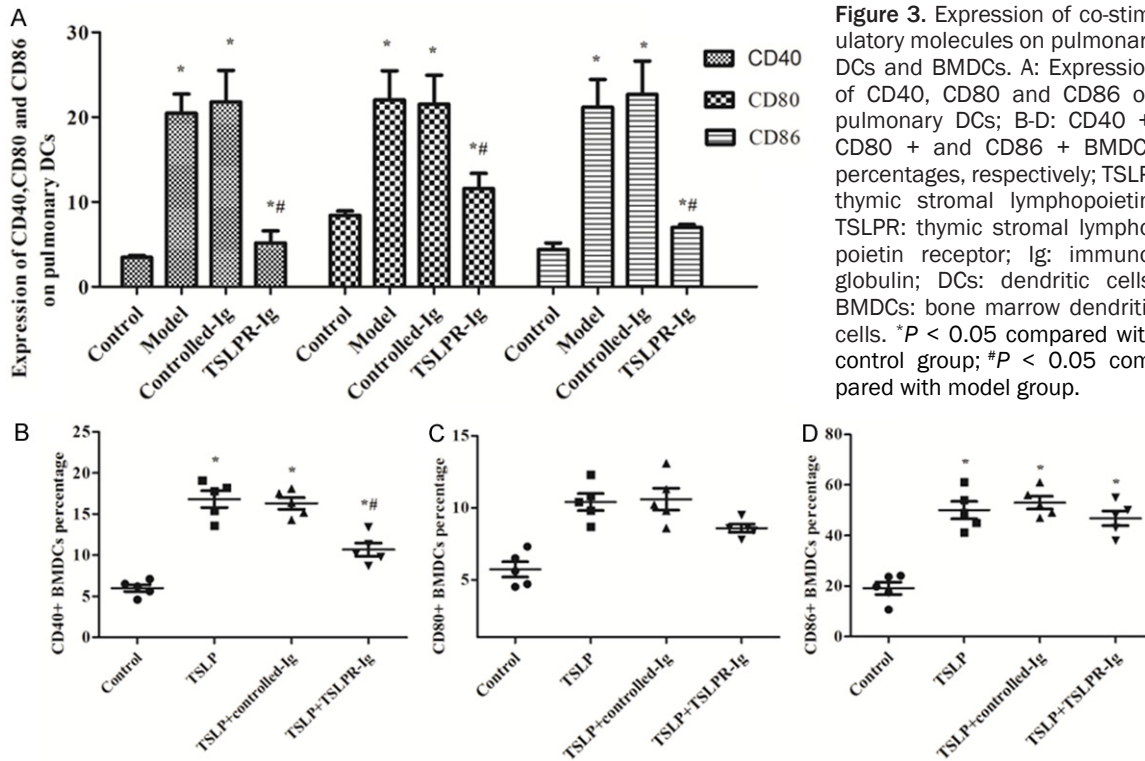 A
Expression of CD40,CD80 and CD86
on pulmonary DCs
30
20
10
0
*
*
*#
*
*
*#
*
*
*#
CD40
CD80
CD86
Control
Model
Controlled-Ig
TSLPR-Ig
Control
Model
Controlled-Ig
TSLPR-Ig
Control
Model
Controlled-Ig
TSLPR-Ig
Figure 3. Expression of co-stim
ulatory molecules on pulmonar
DCs and BMDCs. A: Expression
of CD40, CD80 and CD86 o
pulmonary DCs; B-D: CD40 +
CD80 + and CD86 + BMDC
percentages, respectively; TSLP
thymic stromal lymphopoietin
TSLPR: thymic stromal lympho
poietin receptor; Ig: immuno
globulin; DCs: dendritic cells
BMDCs: bone marrow dendriti
cells. *P < 0.05 compared wit
control group; #P < 0.05 com
pared with model group.
B
CD40+ BMDCs percentage
25
20
15
10
5
0
*
*
*#
Control
TSLP
TSLP+controlled-Ig
TSLP+TSLPR-Ig
C
CD80+ BMDCs percentage
15
10
5
Control
TSLP
TSLP+controlled-Ig
TSLP+TSLPR-Ig
D
CD86+ BMDCs percentage
80
60
40
20
0
*
*
*
Control
TSLP
TSLP+controlled-Ig
TSLP+TSLPR-Ig